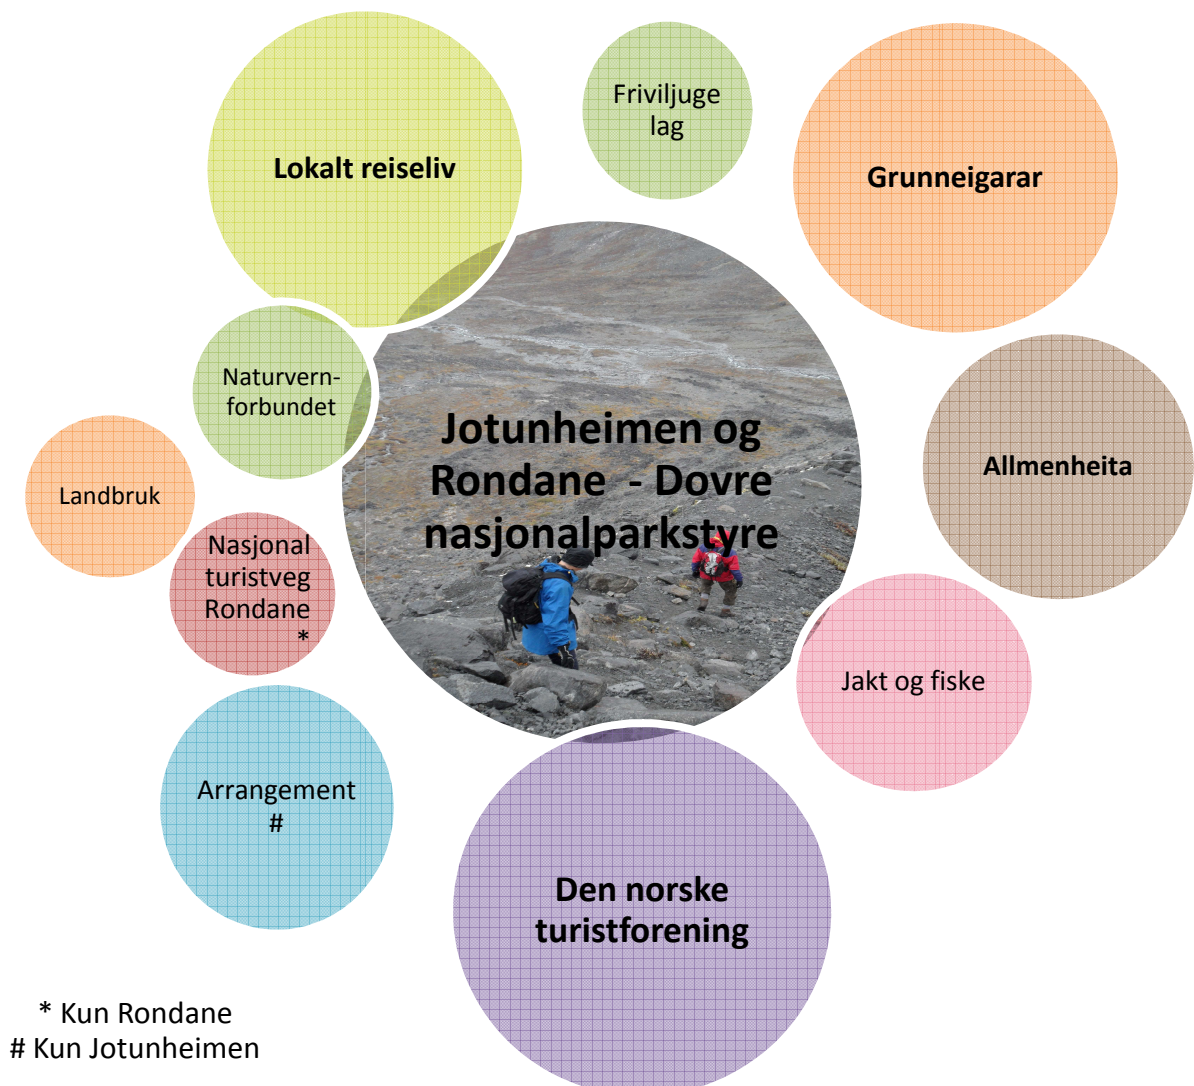 Friviljuge
lag
Lokalt reiseliv
Grunneigarar
Naturvern-
forbundet
Jotunheimen og
Rondane - Dovre
nasjonalparkstyre
Allmenheita
Landbruk
Nasjonal
turistveg
Rondane
*
Jakt og fiske
Arrangement
#
Den norske
turistforening
* Kun Rondane
# Kun Jotunheimen